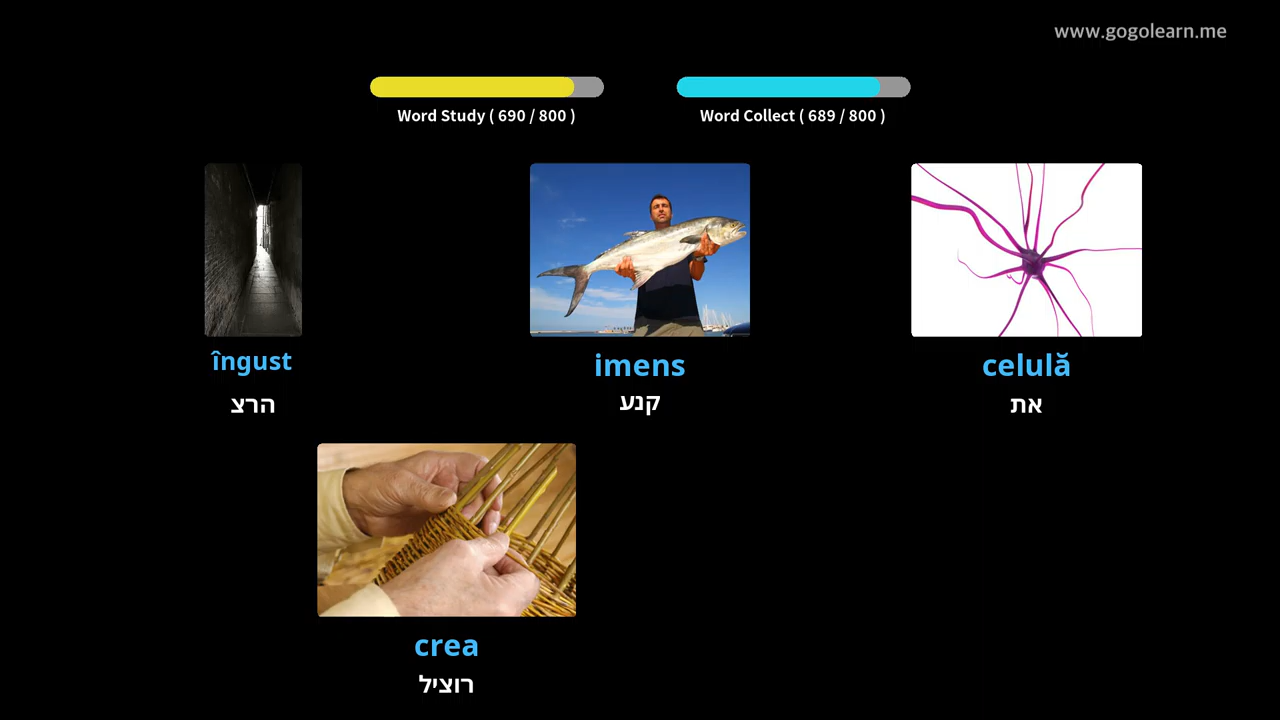 www.gogolearn.me
Word Study ( 690 / 800 )
Word Collect ( 689 / 800 )
îngust
הרצ
imens
קנע
celulă
את
crea
רוציל